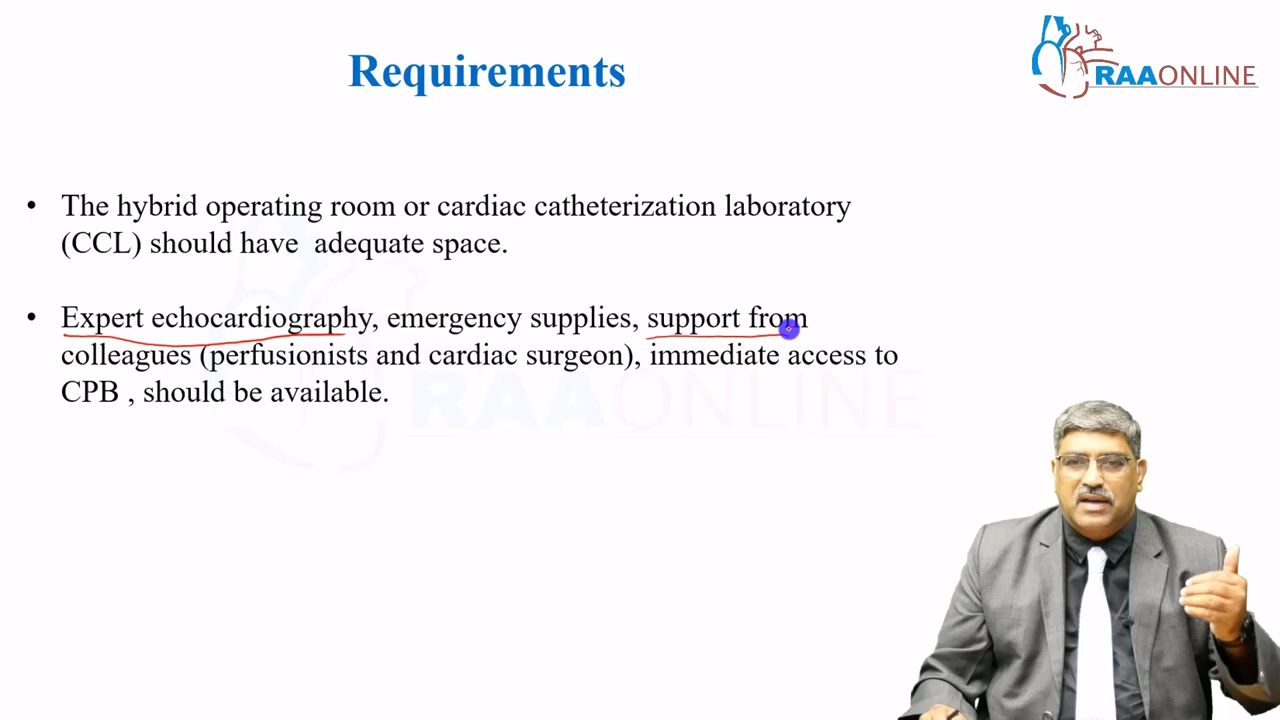 Requirements
RAAONLINE
• The hybrid operating room or cardiac catheterization laboratory
(CCL) should have adequate space.
• Expert echocardiography, emergency supplies, support from
colleagues (perfusionists and cardiac surgeon), immediate access to
CPB , should be available.
RAAONLINE